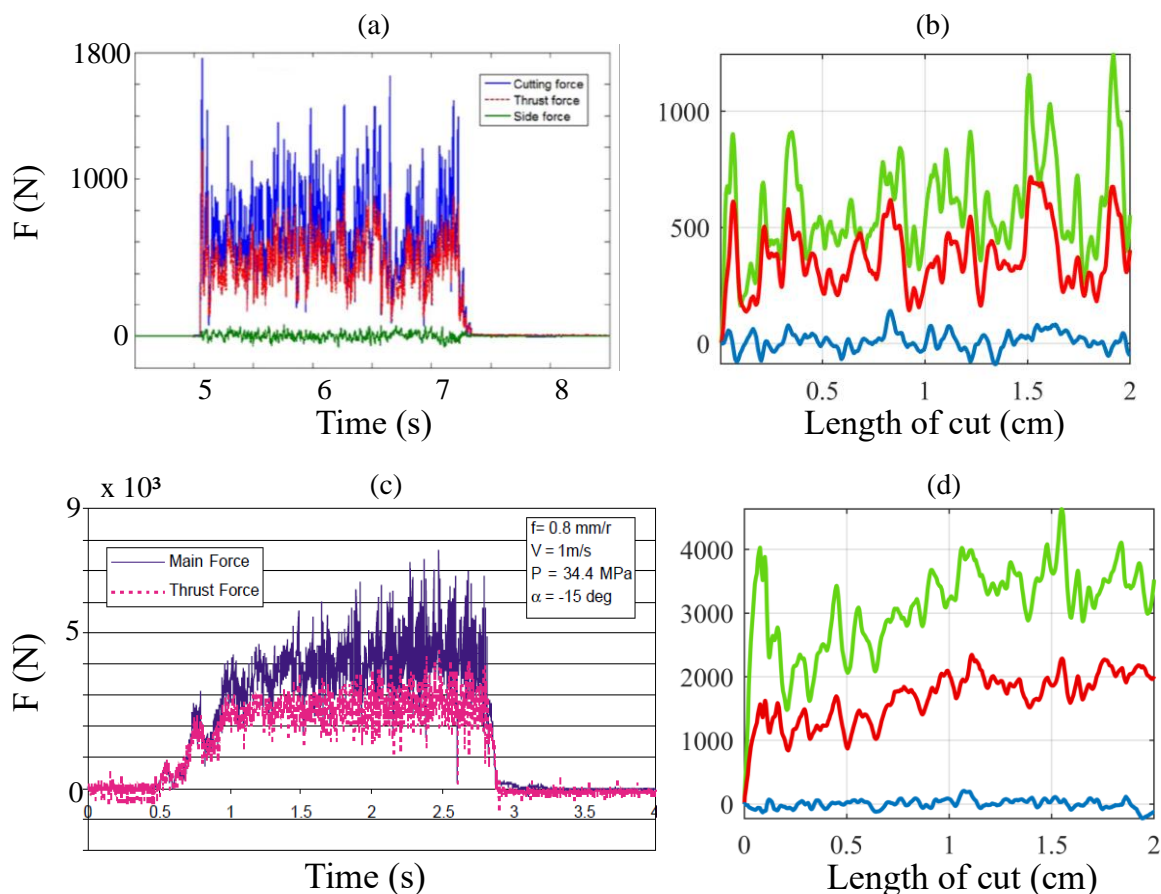 (a)
1800
1000
0
F (N)
Cutting force
Thrust force
Side force
5 6 7 8
Time (s)
(b)
1000
500
0
0.5 1 1.5 2
Length of cut (cm)
(c)
x 10³
9
5
0
F (N)
Main Force
Thrust Force
f= 0.8 mm/r
V = 1m/s
P = 34.4 MPa
α = -15 deg
0 0.5 1 1.5 2 2.5 3 3.5 4
Time (s)
(d)
4000
3000
2000
1000
0
0 0.5 1 1.5 2
Length of cut (cm)